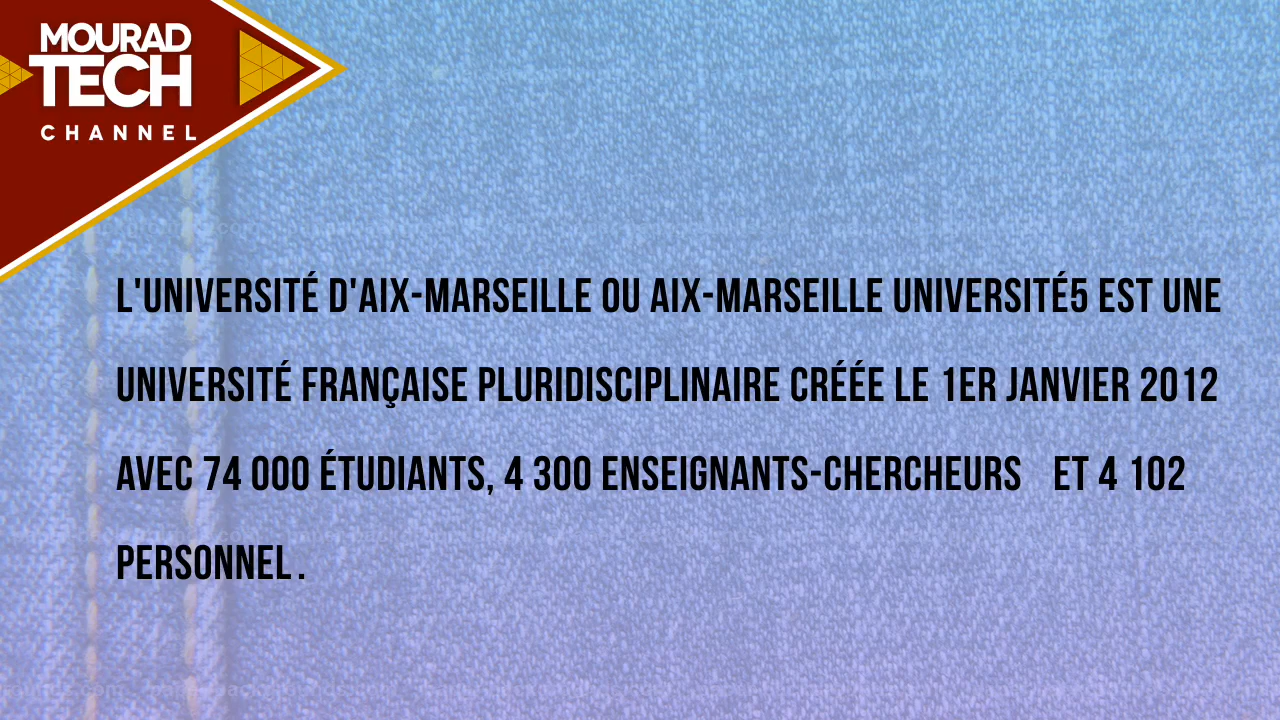 MOURAD
TECH
CHANNEL
L'UNIVERSITÉ D'AIX-MARSEILLE OU AIX-MARSEILLE UNIVERSITÉ5 EST UNE
UNIVERSITÉ FRANÇAISE PLURIDISCIPLINAIRE CRÉÉE LE 1ER JANVIER 2012
AVEC 74 000 ÉTUDIANTS, 4 300 ENSEIGNANTS-CHERCHEURS ET 4 102
PERSONNEL .